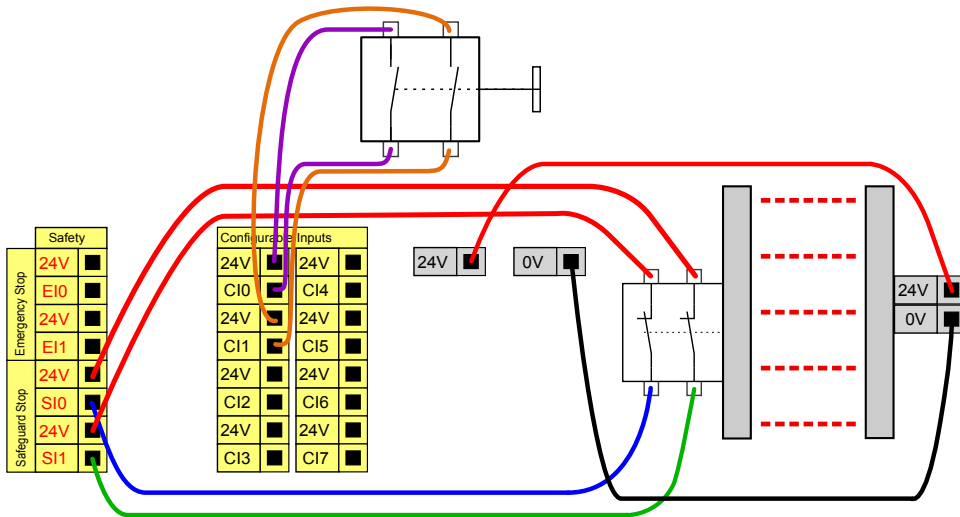 Safety
Emergency Stop
24V
EI0
24V
EI1
Safeguard Stop
24V
SI0
24V
SI1
Configurable Inputs
24V 24V
CI0 CI4
24V 24V
CI1 CI5
24V 24V
CI2 CI6
24V 24V
CI3 CI7
24V
0V
24V
0V